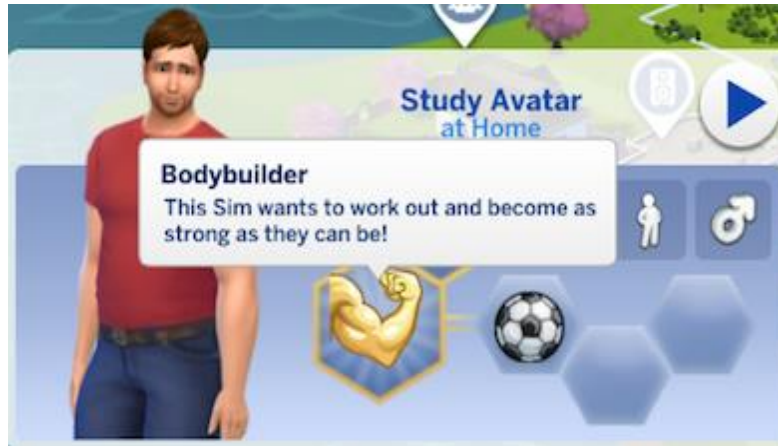 Study Avatar
at Home
Bodybuilder
This Sim wants to work out and become as
strong as they can be!